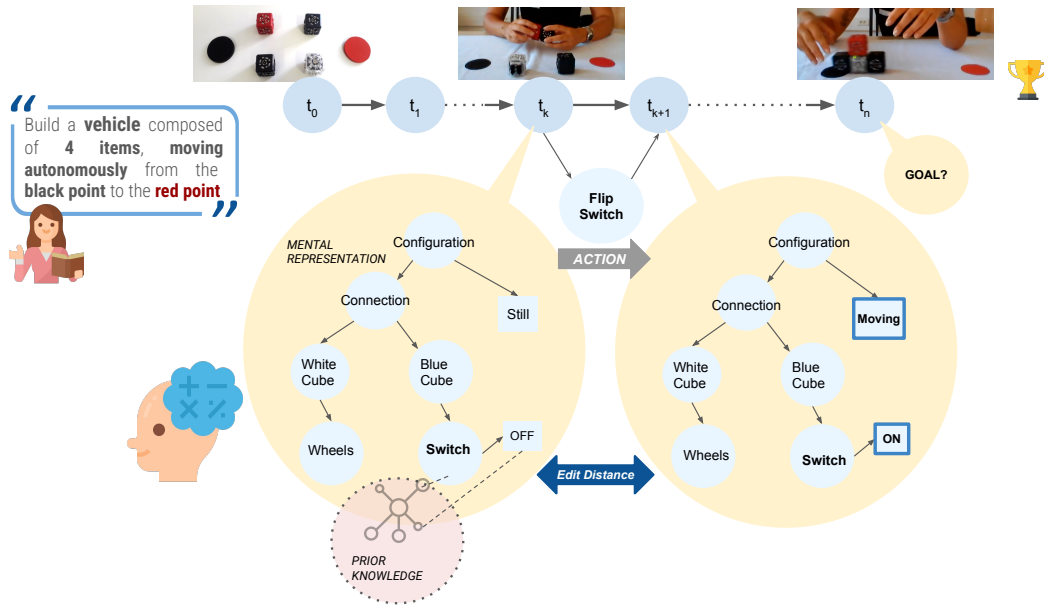 t0
t1
tk
tk+1
tn
“
Build a vehicle composed
of 4 items, moving
autonomously from the
black point to the red point
”
Flip
Switch
GOAL?
ACTION
MENTAL
REPRESENTATION
Configuration
Connection
Still
White
Cube
Blue
Cube
Wheels
Switch
OFF
Configuration
Connection
Moving
White
Cube
Blue
Cube
Wheels
Switch
ON
Edit Distance
PRIOR
KNOWLEDGE